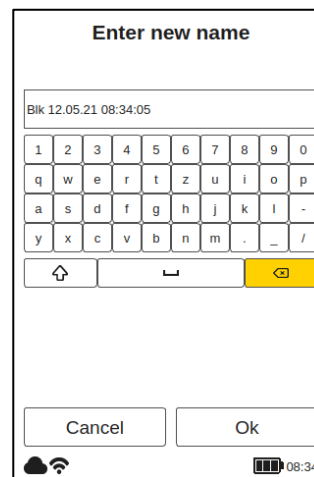 Enter new name
Blk 12.05.21 08:34:05
1 2 3 4 5 6 7 8 9 0
q w e r t z u i o p
a s d f g h j k l -
y x c v b n m . _ /
Cancel Ok
08:34